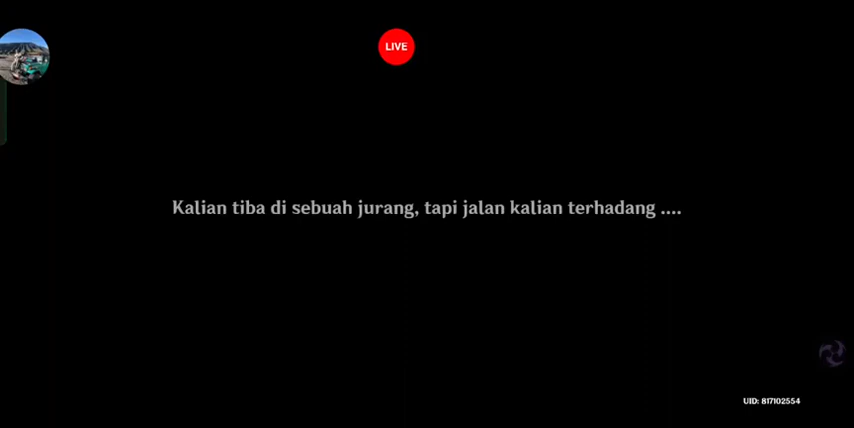 LIVE
Kalian tiba di sebuah jurang, tapi jalan kalian terhadang ....
UID: 817102554